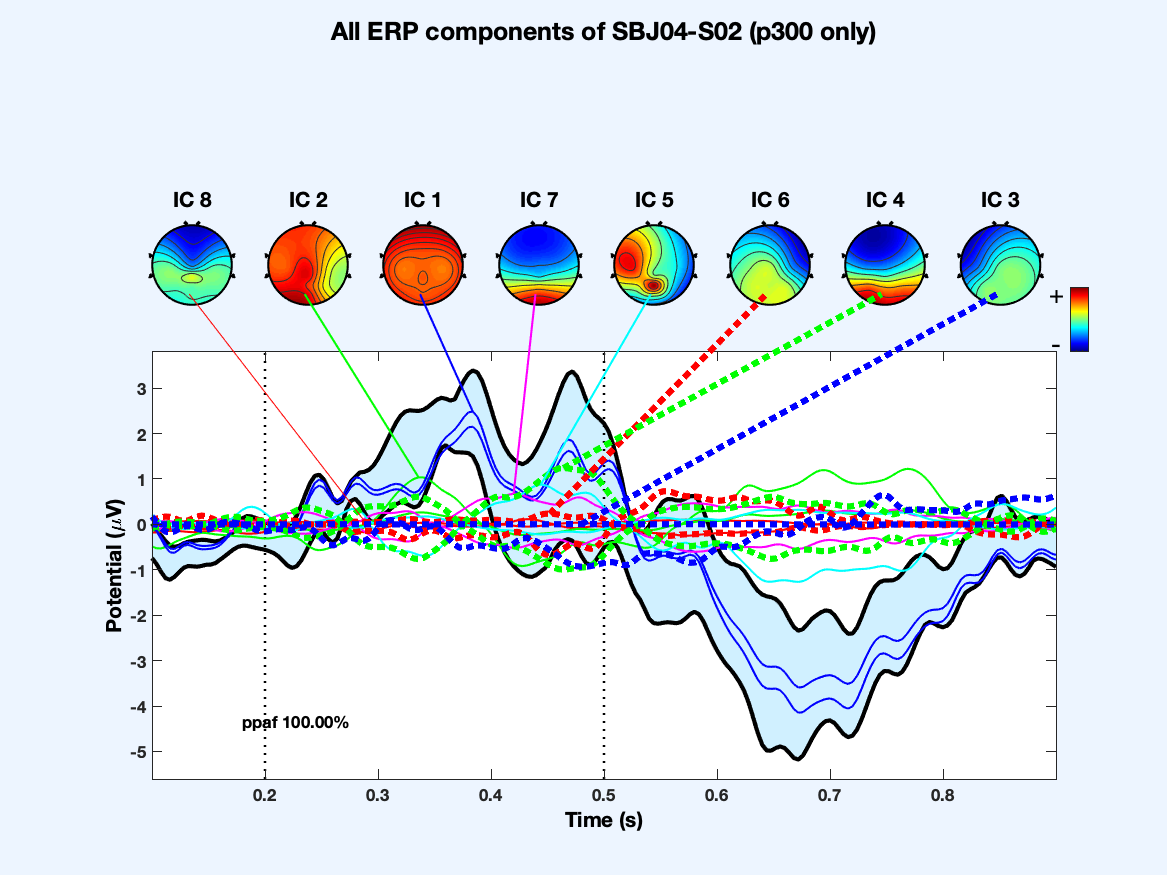 All ERP components of SBJ04-S02 (p300 only)
IC 8 IC 2 IC 1 IC 7 IC 5 IC 6 IC 4 IC 3
+
-
3
2
1
0
-1
-2
-3
-4
-5
Potential (μV)
ppaf 100.00%
0.2 0.3 0.4 0.5 0.6 0.7 0.8
Time (s)